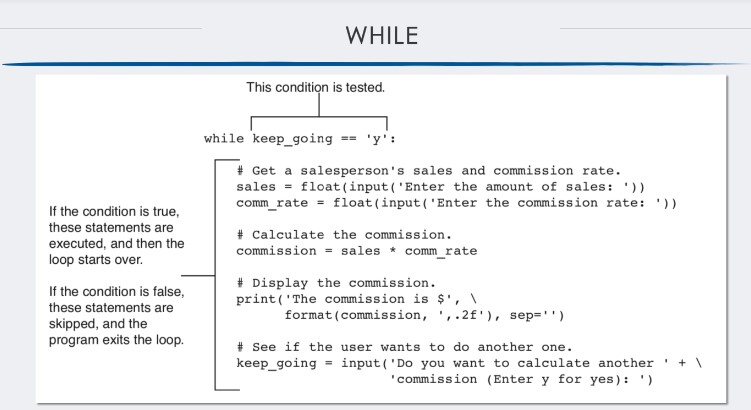 WHILE
This condition is tested.
while keep_going == 'y':
# Get a salesperson's sales and commission rate.
sales = float(input('Enter the amount of sales: '))
comm_rate = float(input('Enter the commission rate: '))
# Calculate the commission.
commission = sales * comm_rate
# Display the commission.
print('The commission is $', \
format(commission, ',.2f'), sep='')
# See if the user wants to do another one.
keep_going = input('Do you want to calculate another ' + \
'commission (Enter y for yes): ')
If the condition is true,
these statements are
executed, and then the
loop starts over.
If the condition is false,
these statements are
skipped, and the
program exits the loop.